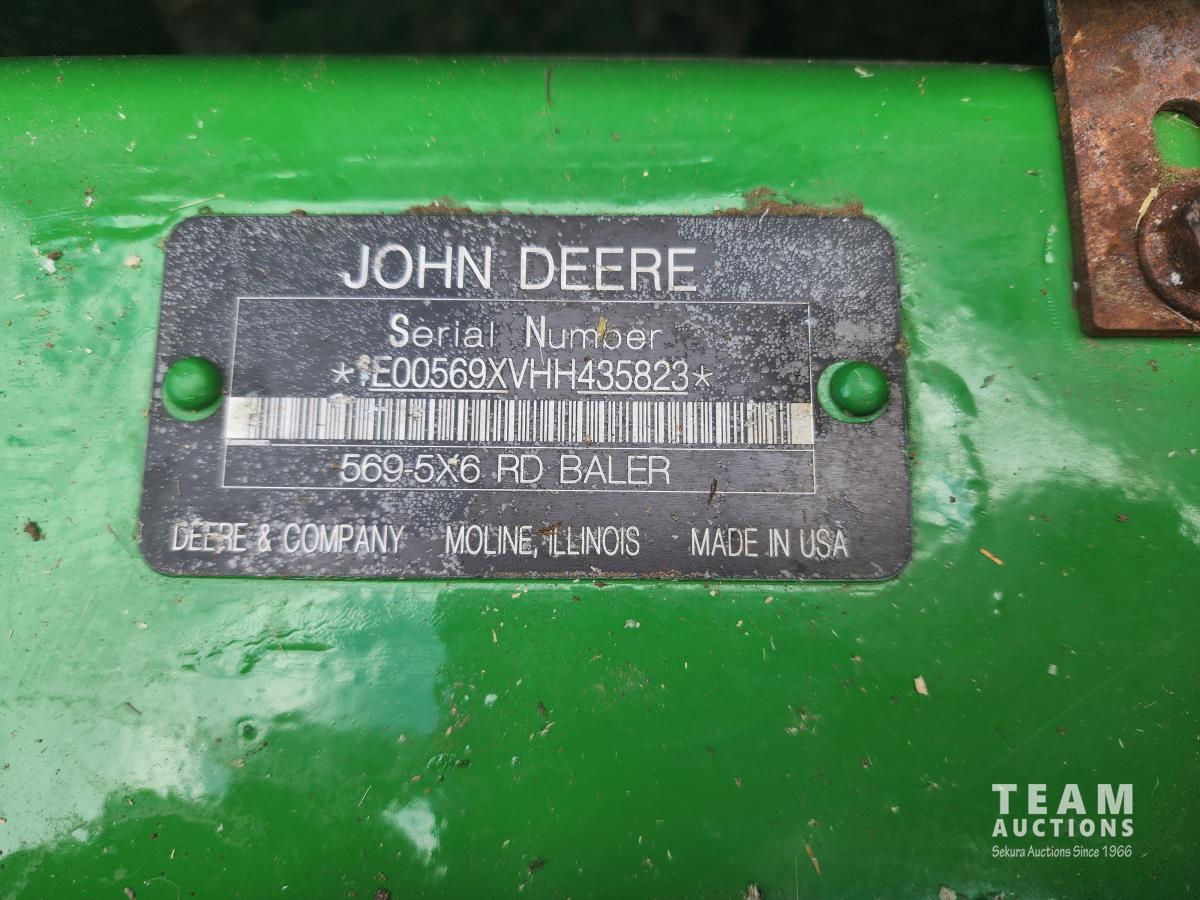 JOHN DEERE
Serial Number
*1E00569XVHH435823*
569-5X6 RD BALER
DEERE & COMPANY MOLINE, ILLINOIS MADE IN USA
TEAM
AUCTIONS
Sekura Auctions Since 1966